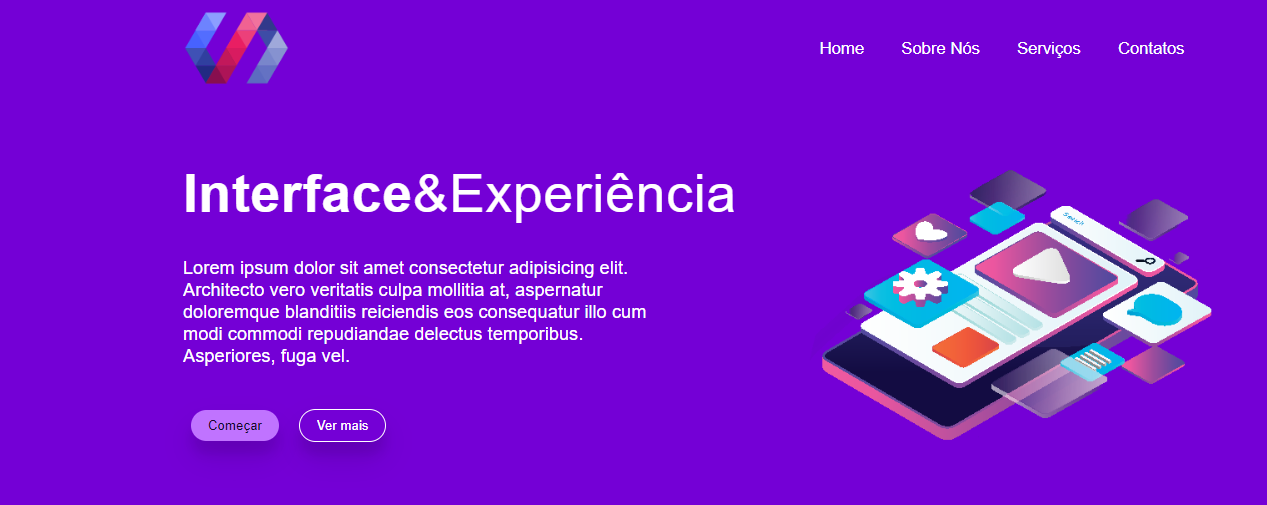 Home Sobre Nós Serviços Contatos
Interface&Experiência
Search
Lorem ipsum dolor sit amet consectetur adipisicing elit.
Architecto vero veritatis culpa mollitia at, aspernatur
doloremque blanditiis reiciendis eos consequatur illo cum
modi commodi repudiandae delectus temporibus.
Asperiores, fuga vel.
Começar Ver mais